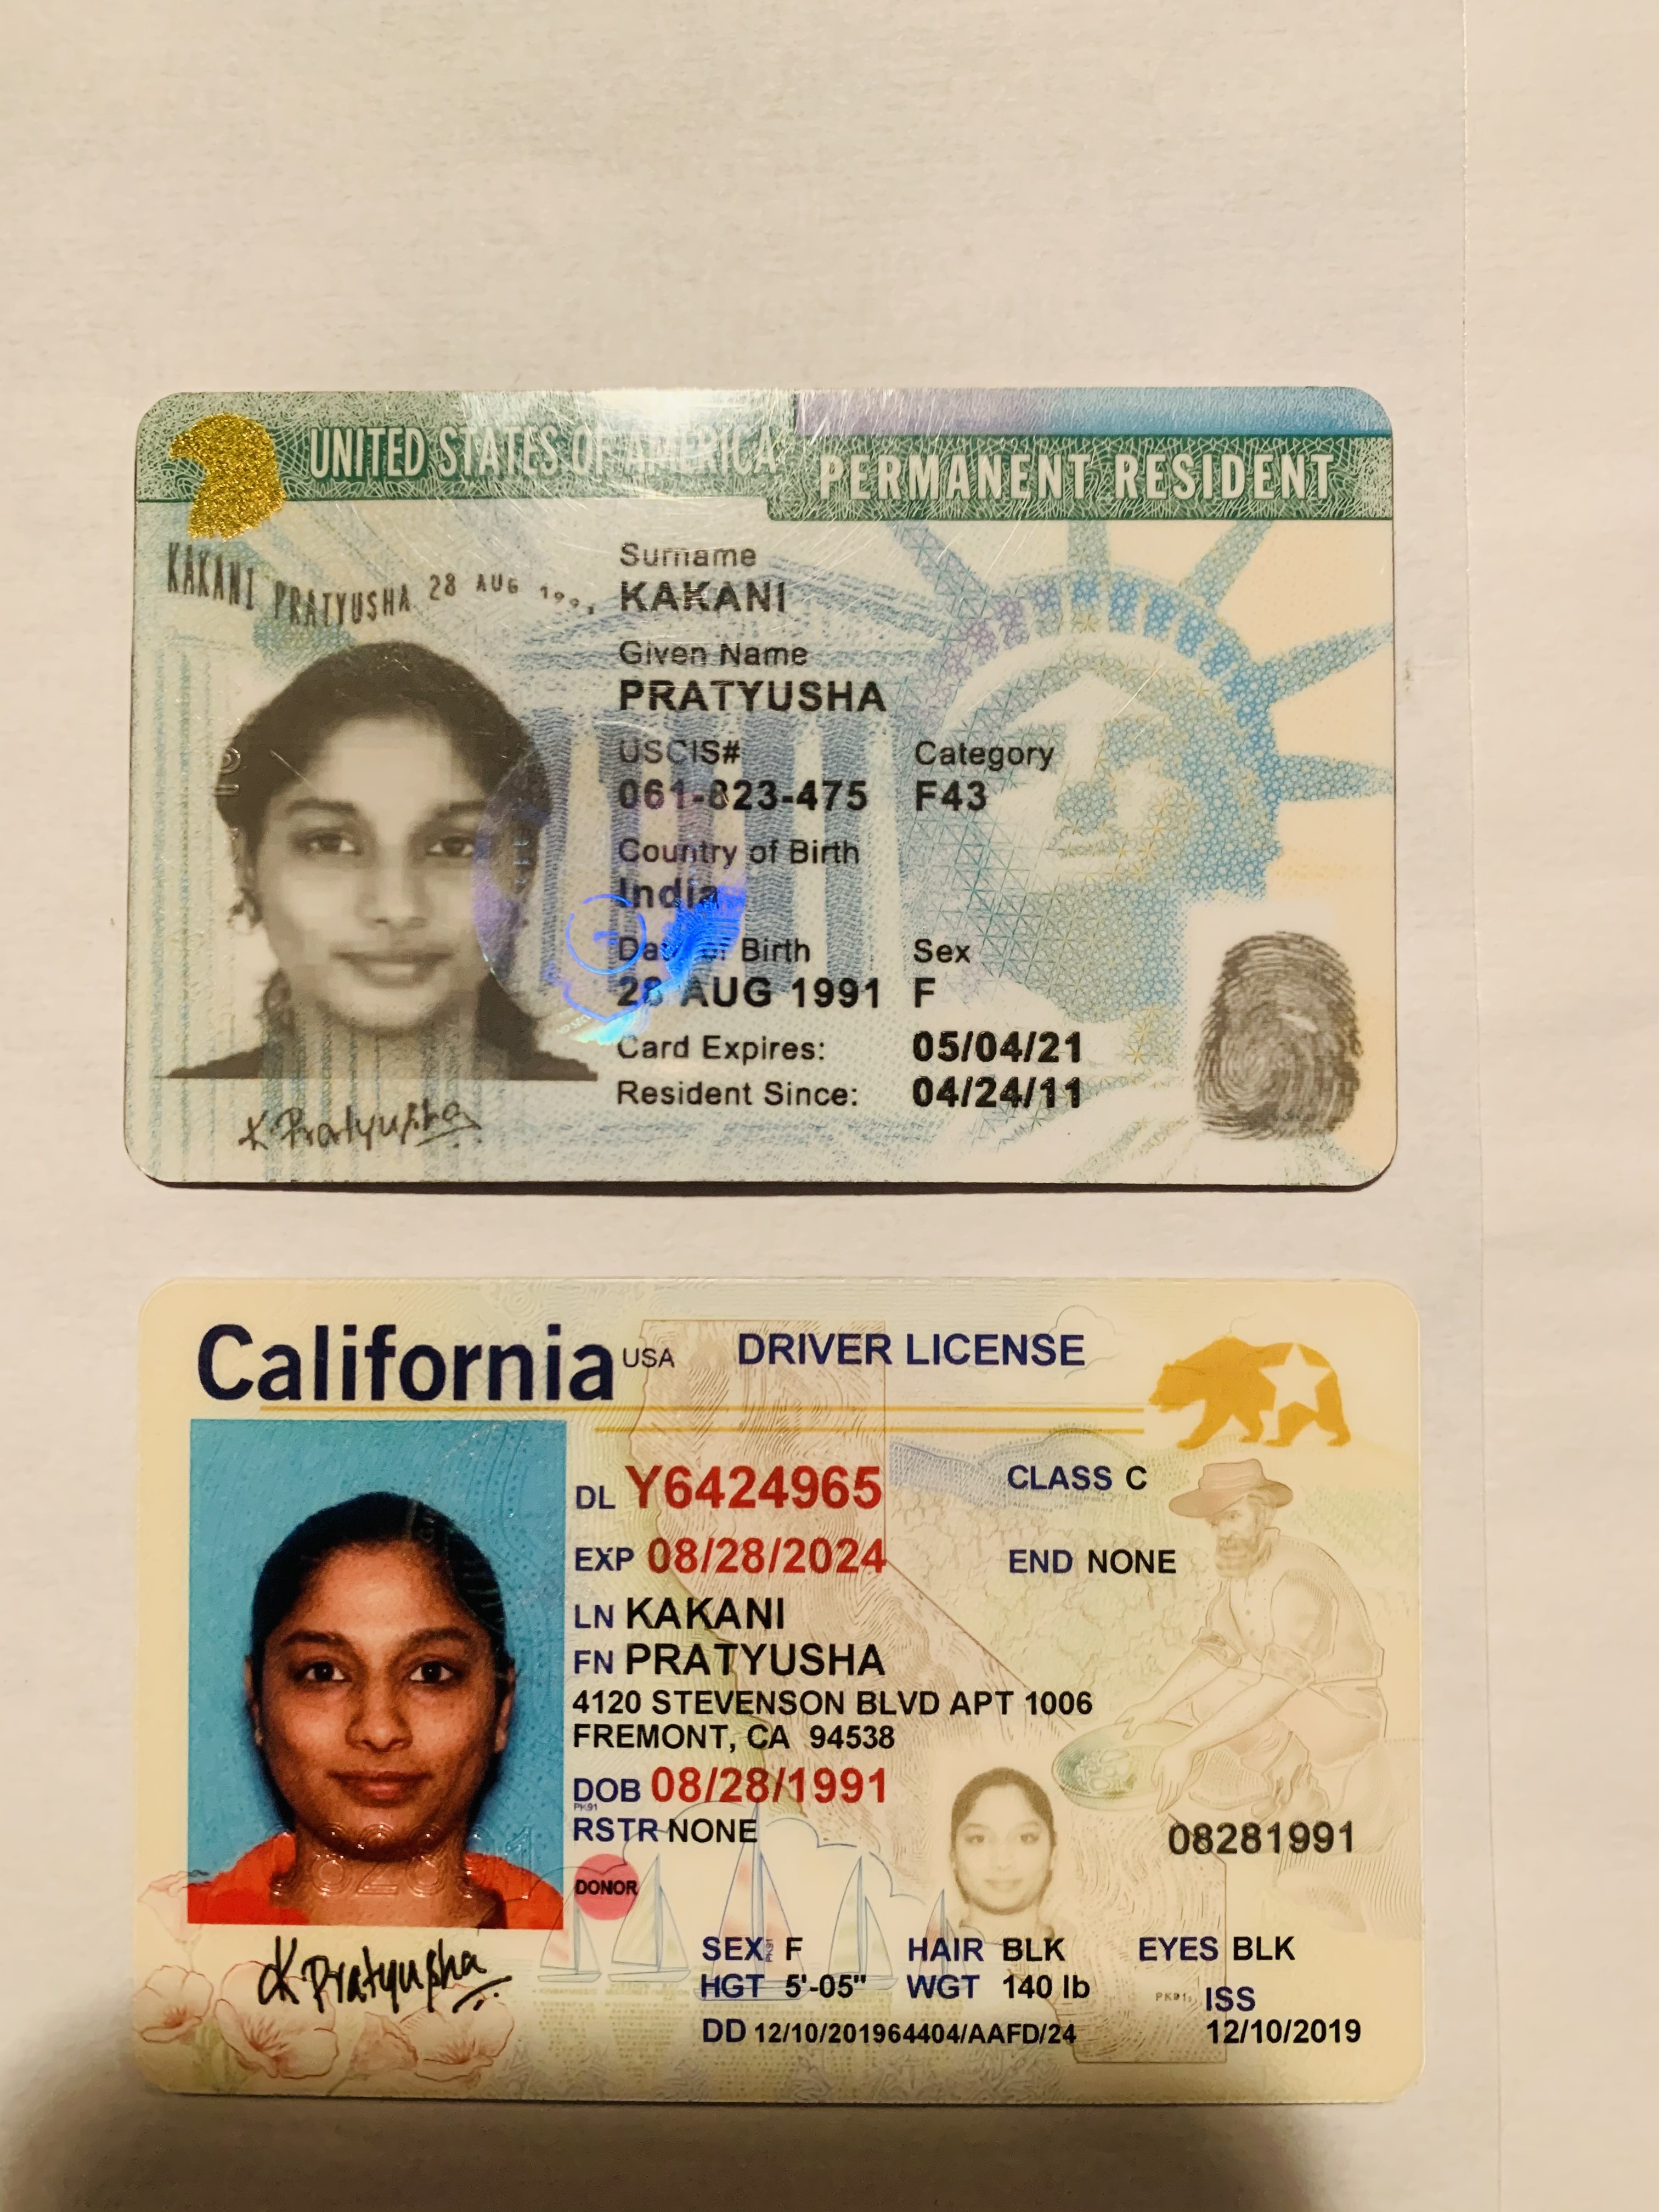 UNITED STATES OF AMERICA
PERMANENT RESIDENT
KAKANI PRATYUSHA 28 AUG
Surname
KAKANI
Given Name
PRATYUSHA
USCIS# Category
061-823-475 F43
Country of Birth
India
Date of Birth Sex
28 AUG 1991 F
Card Expires: 05/04/21
Resident Since: 04/24/11
K Pratyusha
California USA DRIVER LICENSE
DL Y6424965 CLASS C
EXP 08/28/2024 END NONE
LN KAKANI
FN PRATYUSHA
4120 STEVENSON BLVD APT 1006
FREMONT, CA 94538
DOB 08/28/1991
PK91
RSTR NONE
08281991
DONOR
K Pratyusha
SEX F HAIR BLK EYES BLK
HGT 5'-05" WGT 140 lb ISS
DD 12/10/201964404/AAFD/24 12/10/2019